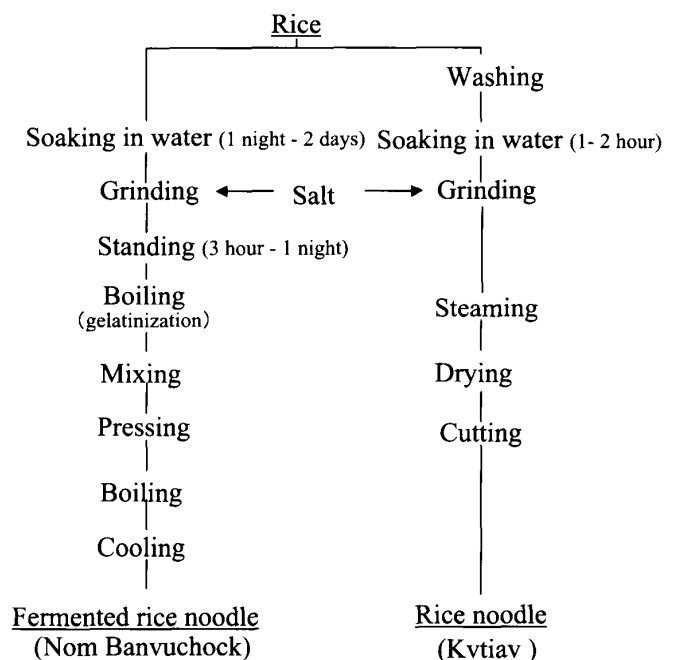 Rice
Washing
Soaking in water (1 night - 2 days) Soaking in water (1- 2 hour)
Grinding Salt Grinding
Standing (3 hour - 1 night)
Boiling
(gelatinization)
Steaming
Mixing Drying
Pressing Cutting
Boiling
Cooling
Fermented rice noodle Rice noodle
(Nom Banvuchock) (Kvtiav )